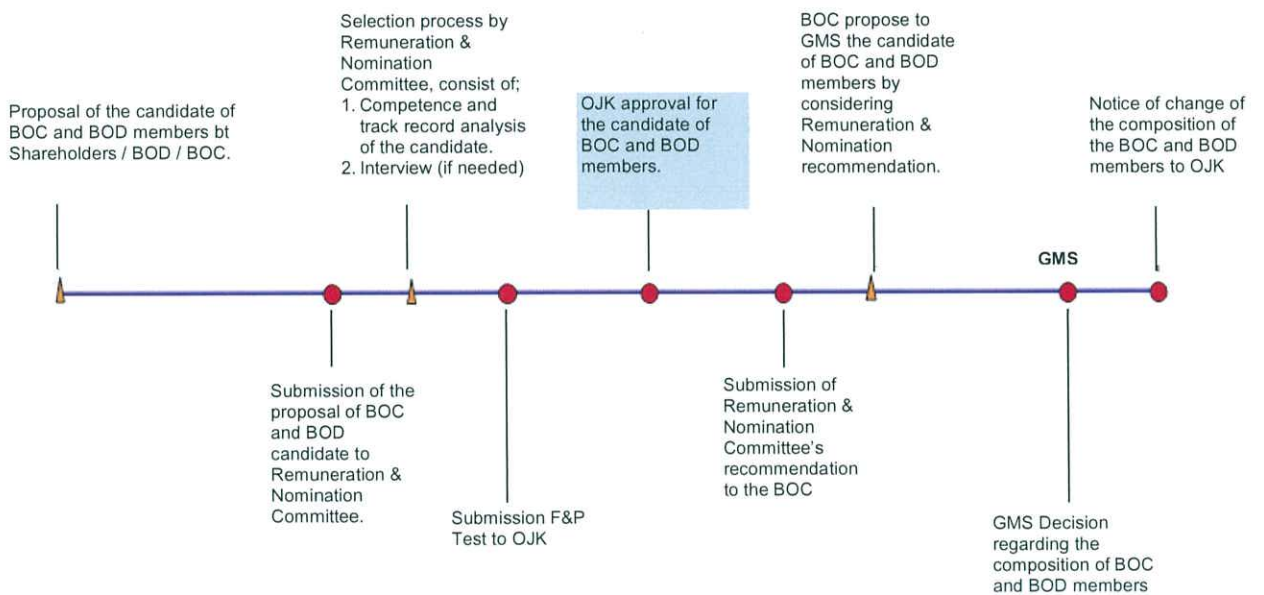 Proposal of the candidate of
BOC and BOD members bt
Shareholders / BOD / BOC.
Selection process by
Remuneration &
Nomination
Committee, consist of;
1. Competence and
track record analysis
of the candidate.
2. Interview (if needed)
OJK approval for
the candidate of
BOC and BOD
members.
BOC propose to
GMS the candidate
of BOC and BOD
members by
considering
Remuneration &
Nomination
recommendation.
Notice of change of
the composition of
the BOC and BOD
members to OJK
GMS
Submission of the
proposal of BOC
and BOD
candidate to
Remuneration &
Nomination
Committee.
Submission F&P
Test to OJK
Submission of
Remuneration &
Nomination
Committee's
recommendation
to the BOC
GMS Decision
regarding the
composition of BOC
and BOD members